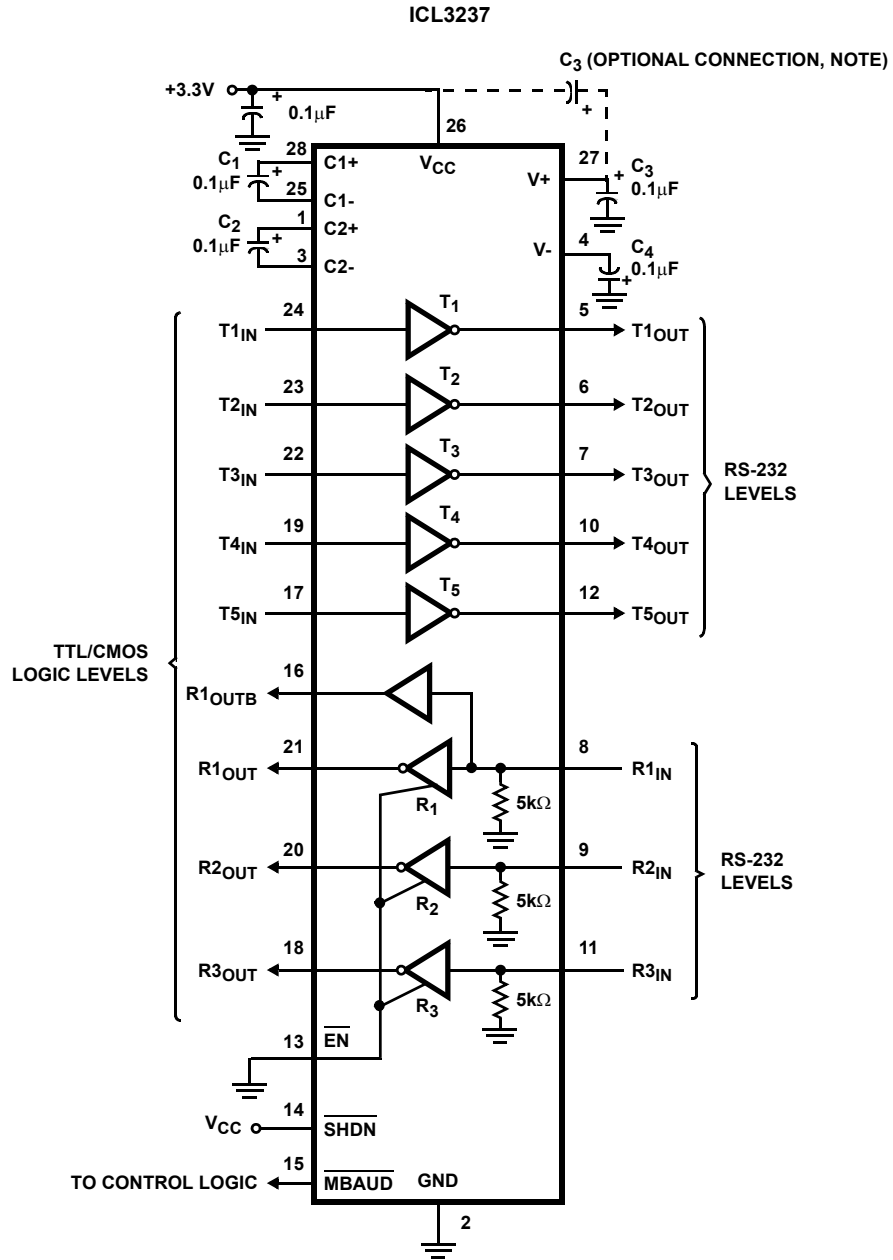 ICL3237
C3 (OPTIONAL CONNECTION, NOTE)
+3.3V
+
0.1μF
+
26
28
C1
0.1μF
+
C1+
VCC
27
V+
+
C3
0.1μF
25
C1-
1
C2
0.1μF
+
C2+
3
C2-
4
V-
C4
0.1μF
+
24
T1IN
T1
5
T1OUT
23
T2IN
T2
6
T2OUT
22
T3IN
T3
7
T3OUT
RS-232
LEVELS
19
T4IN
T4
10
T4OUT
17
T5IN
T5
12
T5OUT
TTL/CMOS
LOGIC LEVELS
16
R1OUTB
21
R1OUT
R1
8
R1IN
5kΩ
20
R2OUT
R2
9
R2IN
5kΩ
RS-232
LEVELS
18
R3OUT
R3
11
R3IN
5kΩ
13
EN
14
VCC
SHDN
15
TO CONTROL LOGIC
MBAUD
GND
2